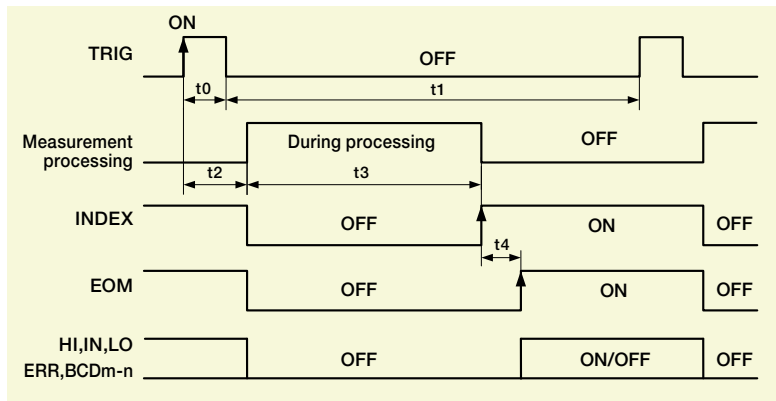 ON
TRIG
OFF
t0
t1
Measurement
processing
During processing
OFF
t2
t3
INDEX
OFF
ON
OFF
t4
EOM
OFF
ON
OFF
HI,IN,LO
ERR,BCDm-n
OFF
ON/OFF
OFF